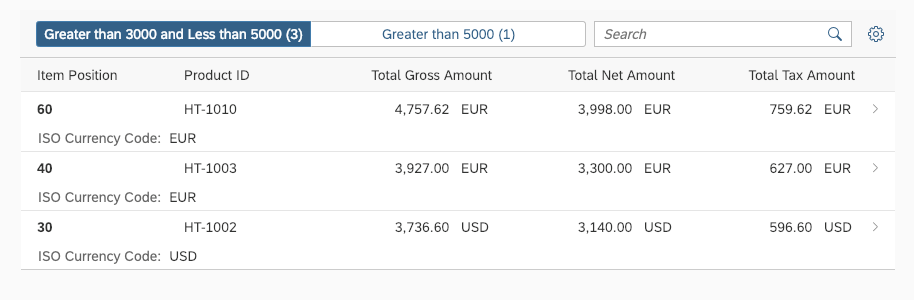 Greater than 3000 and Less than 5000 (3) Greater than 5000 (1) Search
Item Position Product ID Total Gross Amount Total Net Amount Total Tax Amount
60 HT-1010 4,757.62 EUR 3,998.00 EUR 759.62 EUR
ISO Currency Code: EUR
40 HT-1003 3,927.00 EUR 3,300.00 EUR 627.00 EUR
ISO Currency Code: EUR
30 HT-1002 3,736.60 USD 3,140.00 USD 596.60 USD
ISO Currency Code: USD